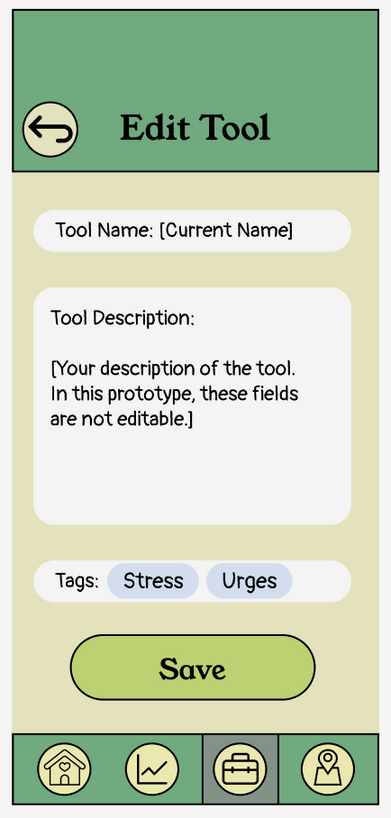 Edit Tool
Tool Name: [Current Name]
Tool Description:
[Your description of the tool.
In this prototype, these fields
are not editable.]
Tags: Stress Urges
Save